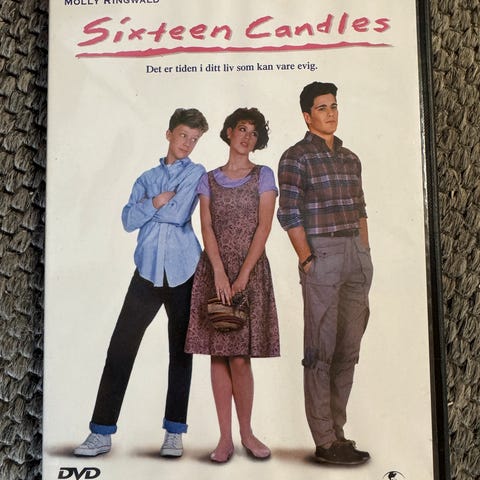 MOLLY RINGWALD
Sixteen Candles
Det er tiden i ditt liv som kan vare evig.
DVD